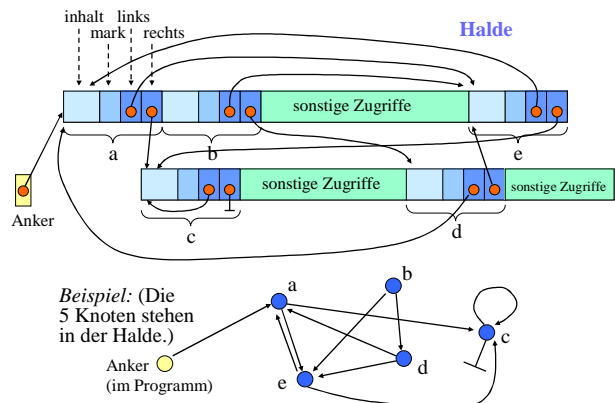 inhalt
mark
links
rechts
Halde
sonstige Zugriffe
a
b
e
Anker
sonstige Zugriffe
sonstige Zugriffe
c
d
Beispiel: (Die
5 Knoten stehen
in der Halde.)
Anker
(im Programm)
a
b
c
d
e